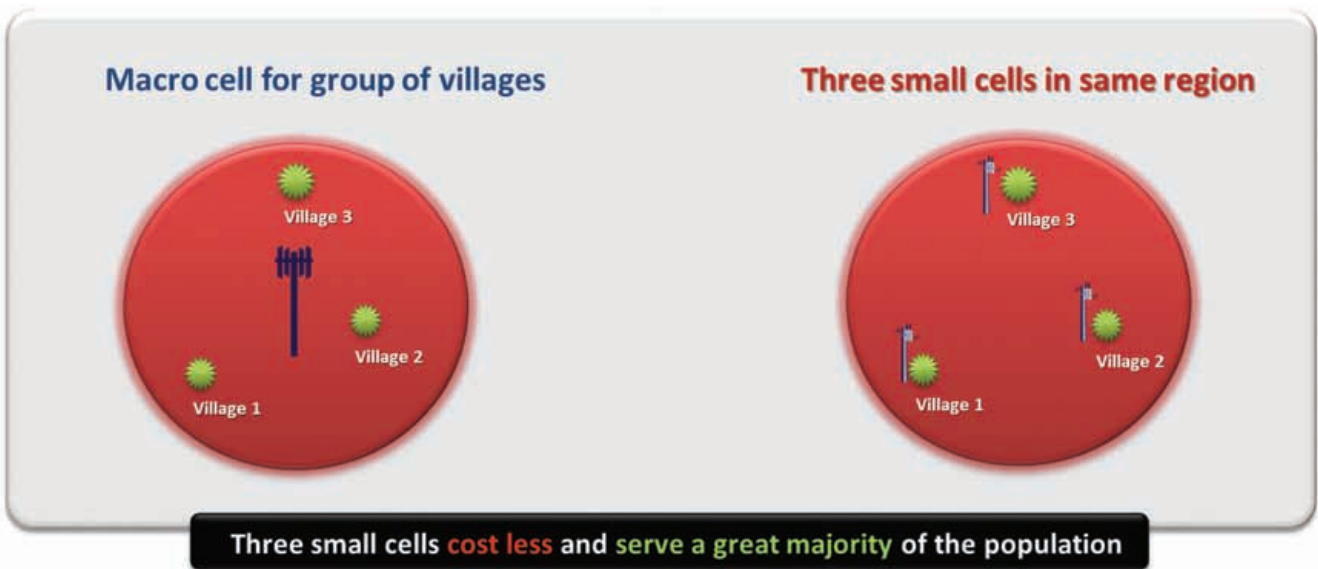 Macro cell for group of villages
Village 3
Village 2
Village 1
Three small cells in same region
Village 3
Village 2
Village 1
Three small cells cost less and serve a great majority of the population